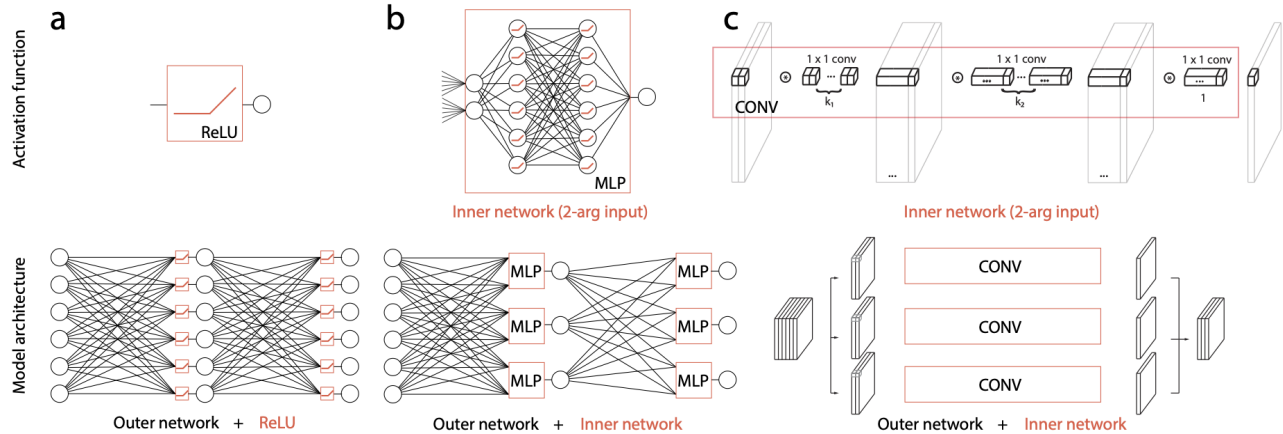 a
b
c
Activation function
ReLU
MLP
Inner network (2-arg input)
1 x 1 conv
1 x 1 conv
1 x 1 conv
...
...
...
...
...
...
k₁
k₂
1
CONV
...
...
Inner network (2-arg input)
Model architecture
MLP
MLP
MLP
MLP
MLP
MLP
CONV
CONV
CONV
Outer network + ReLU
Outer network + Inner network
Outer network + Inner network